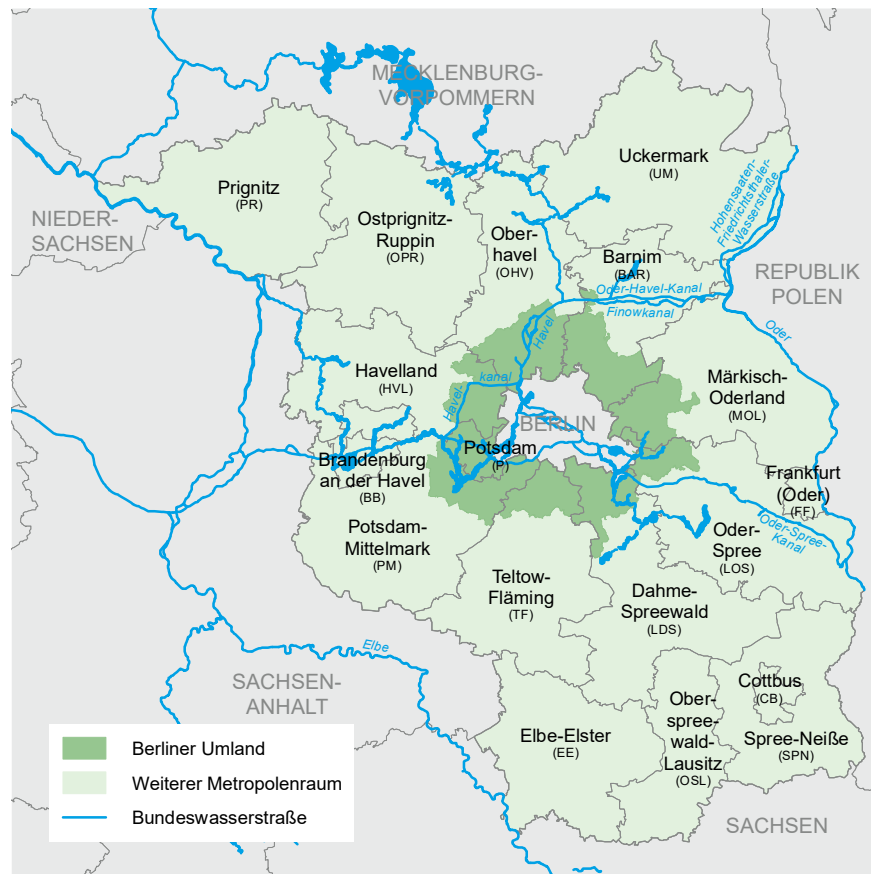 MECKLENBURG-
VORPOMMERN
Uckermark
(UM)
Prignitz
(PR)
NIEDER-
SACHSEN
Ostprignitz-
Ruppin
(OPR)
Ober-
havel
(OHV)
Barnim
(BAR)
Hohensaaten-
Friedrichsthaler-
Wasserstraße
REPUBLIK
POLEN
Oder-Havel-Kanal
Finowkanal
Havel
Oder
Havelland
(HVL)
Havel-
kanal
Märkisch-
Oderland
(MOL)
BERLIN
Potsdam
(P)
Brandenburg
an der Havel
(BB)
Frankfurt
(Oder)
(FF)
Potsdam-
Mittelmark
(PM)
Oder-
Spree
(LOS)
Oder-Spree-
Kanal
Teltow-
Fläming
(TF)
Dahme-
Spreewald
(LDS)
Elbe
SACHSEN-
ANHALT
Cottbus
(CB)
Ober-
spree-
wald-
Lausitz
(OSL)
Elbe-Elster
(EE)
Spree-Neiße
(SPN)
SACHSEN
Berliner Umland
Weiterer Metropolenraum
Bundeswasserstraße